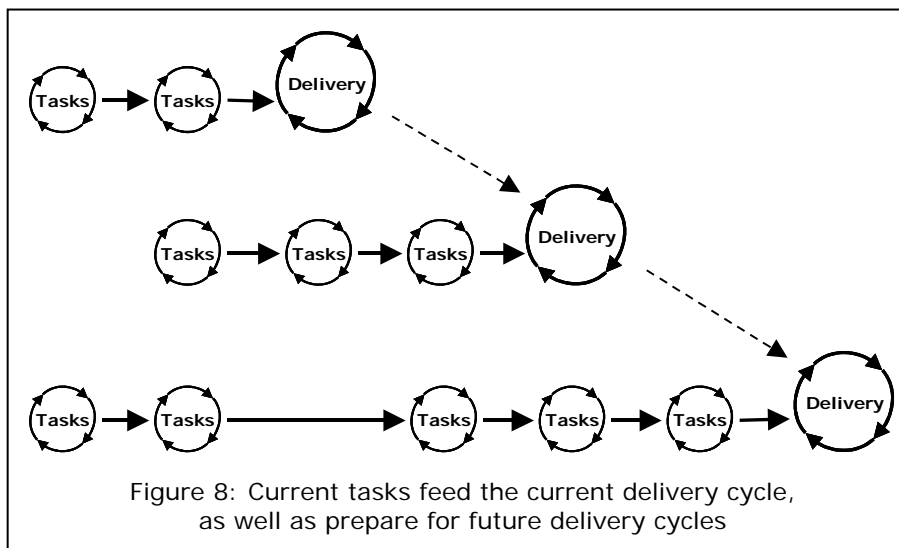 Tasks
Tasks
Delivery
Tasks
Tasks
Tasks
Delivery
Tasks
Tasks
Tasks
Tasks
Tasks
Delivery
Figure 8: Current tasks feed the current delivery cycle,
as well as prepare for future delivery cycles